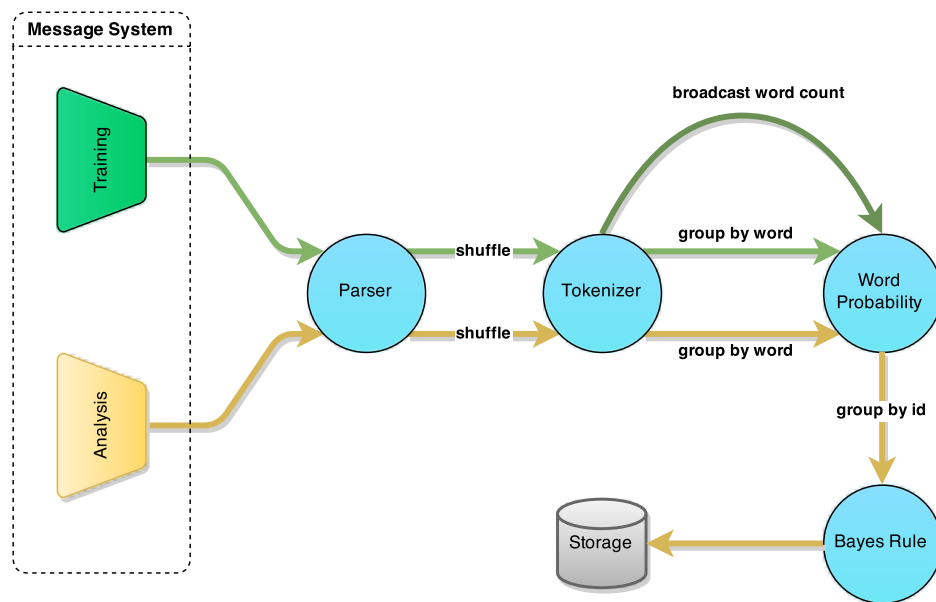 Message System
Training
Analysis
Parser
shuffle
shuffle
Tokenizer
broadcast word count
group by word
group by word
Word
Probability
group by id
Bayes Rule
Storage